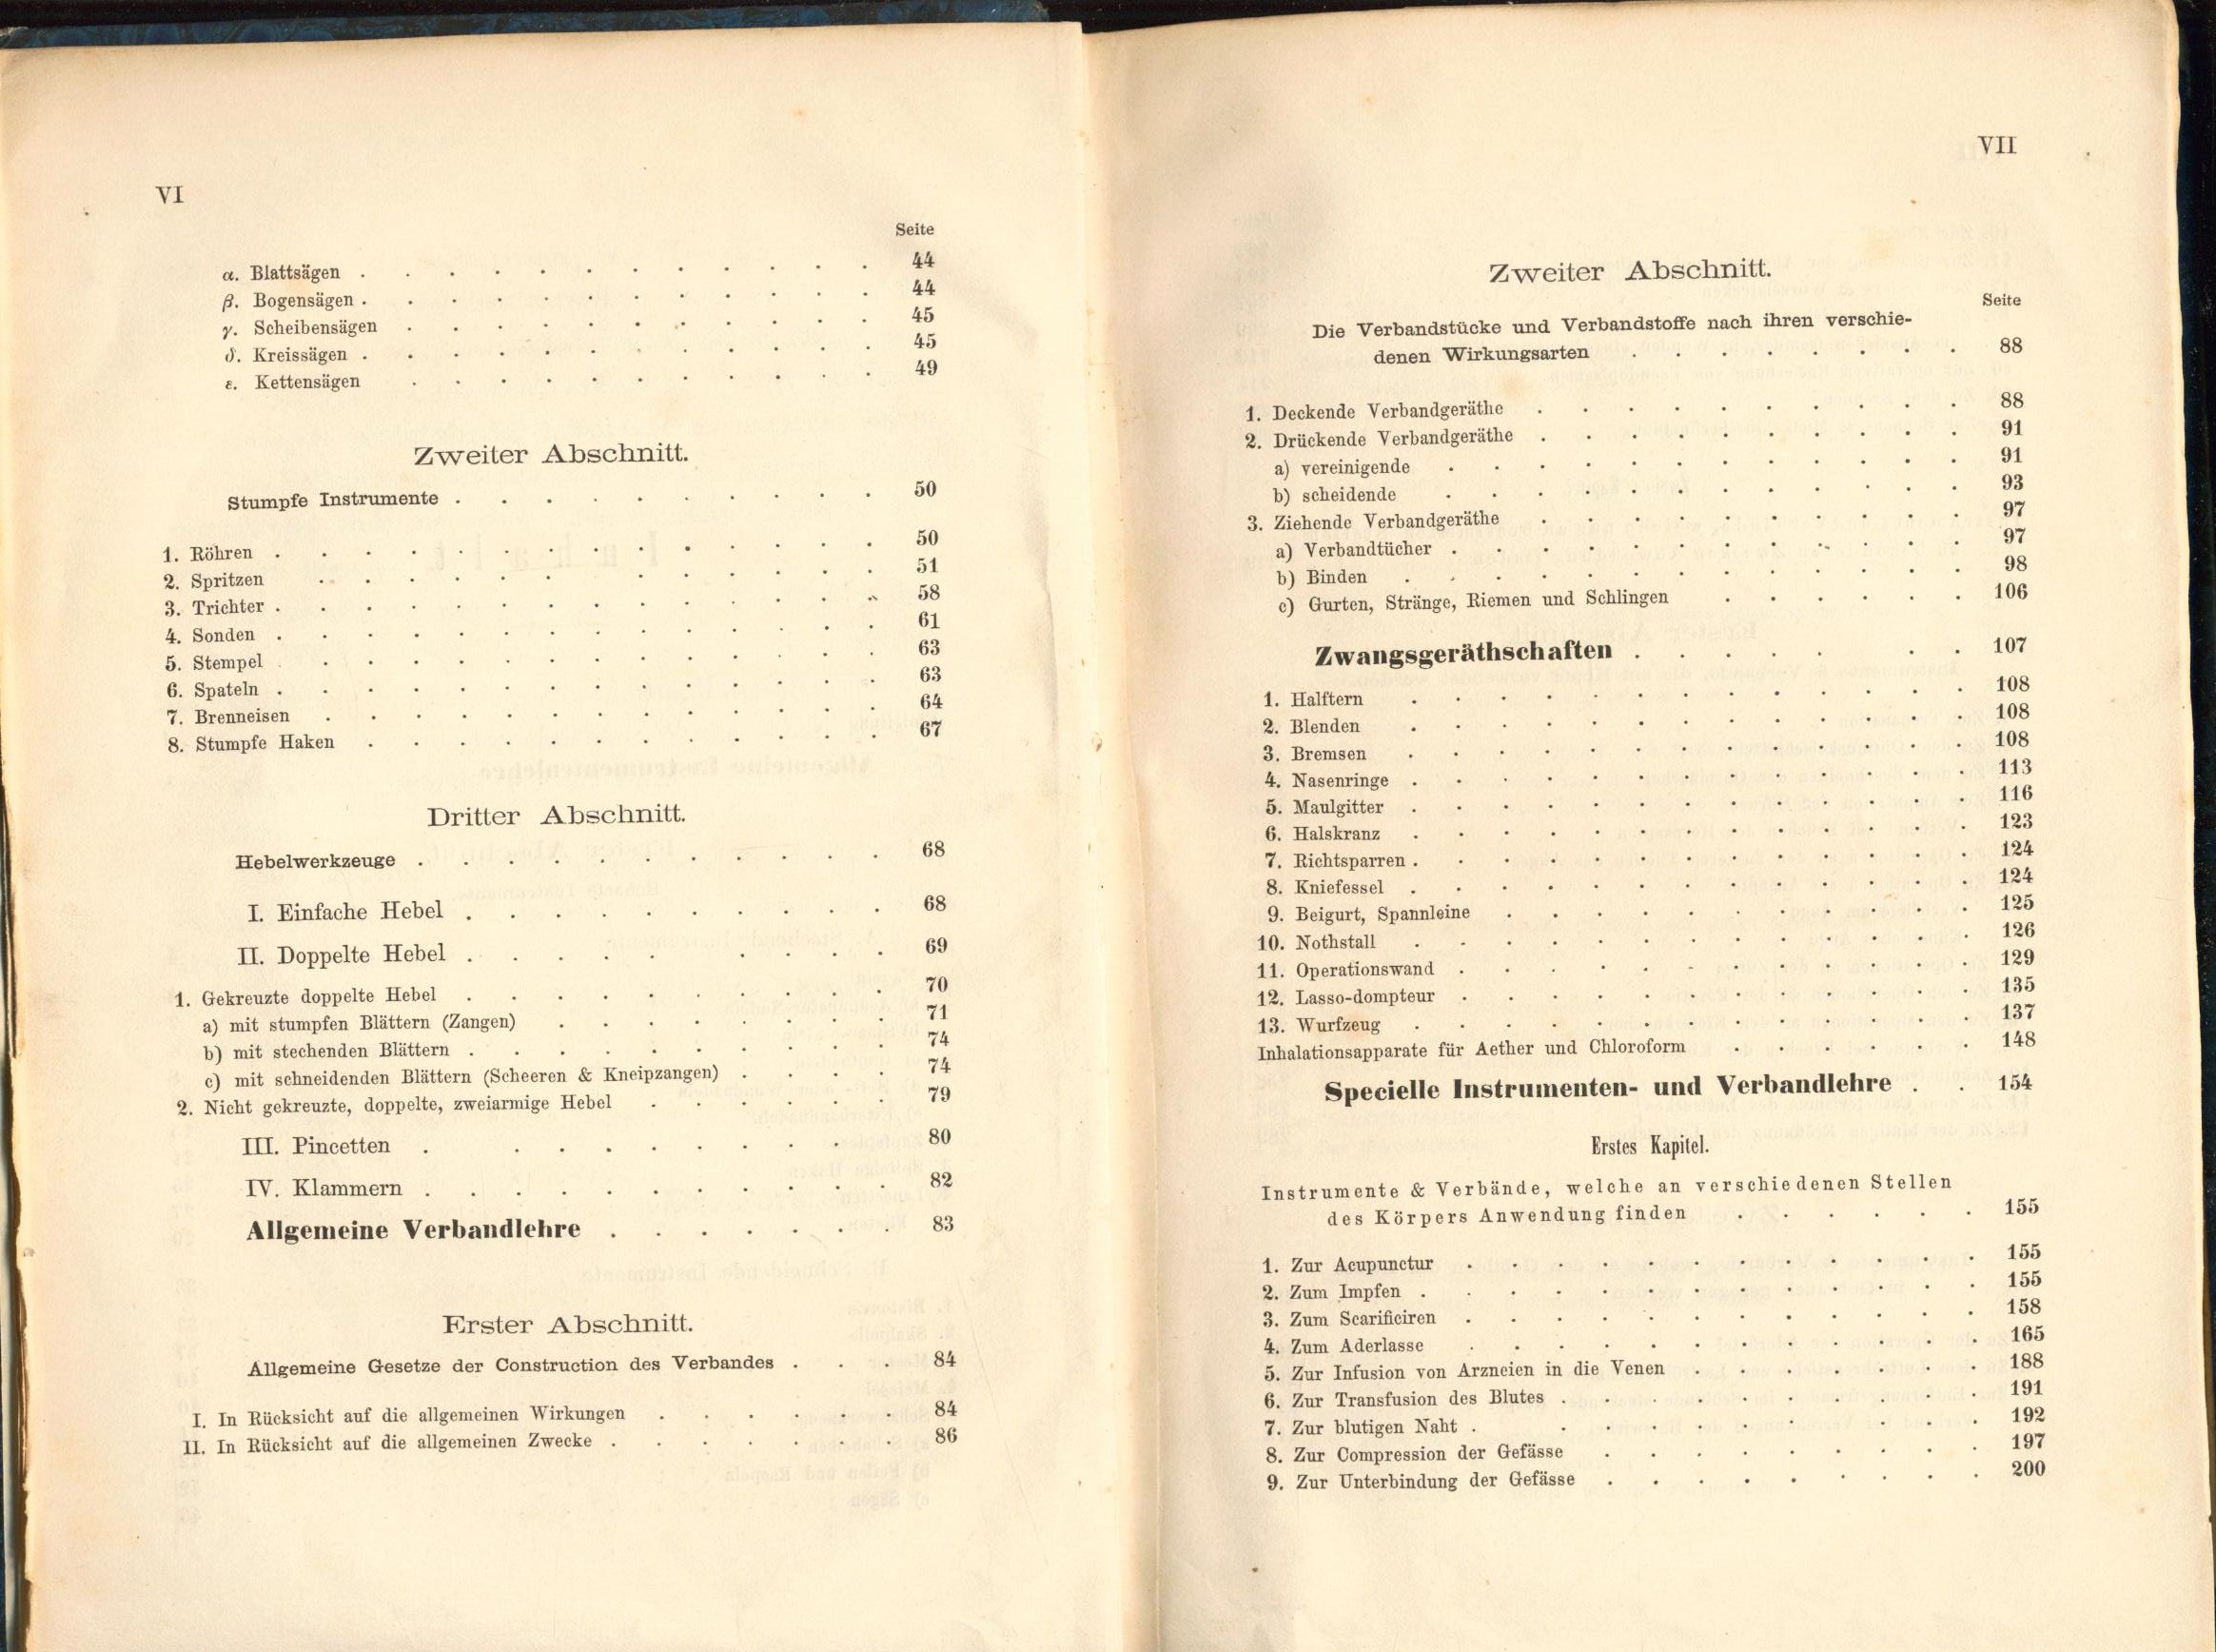 VI
Seite
α. Blattsägen . . . . . . . . . . . . 44
β. Bogensägen . . . . . . . . . . . . 44
γ. Scheibensägen . . . . . . . . . . . 45
δ. Kreissägen . . . . . . . . . . . . 45
ε. Kettensägen . . . . . . . . . . . 49
Zweiter Abschnitt.
Stumpfe Instrumente . . . . . . . . . . 50
1. Röhren . . . . . . . . . . . . . . 50
2. Spritzen . . . . . . . . . . . . 51
3. Trichter . . . . . . . . . . . . . . 58
4. Sonden . . . . . . . . . . . . . . 61
5. Stempel . . . . . . . . . . . . . 63
6. Spateln . . . . . . . . . . . . . . 63
7. Brenneisen . . . . . . . . . . . . . 64
8. Stumpfe Haken . . . . . . . . . . . . 67
Dritter Abschnitt.
Hebelwerkzeuge . . . . . . . . . . . 68
I. Einfache Hebel . . . . . . . . . . 68
II. Doppelte Hebel . . . . . . . . . 69
1. Gekreuzte doppelte Hebel . . . . . . . . . . 70
a) mit stumpfen Blättern (Zangen) . . . . . . . . 71
b) mit stechenden Blättern . . . . . . . . . . 74
c) mit schneidenden Blättern (Scheeren & Kneipzangen) . . . . 74
2. Nicht gekreuzte, doppelte, zweiarmige Hebel . . . . . . 79
III. Pincetten . . . . . . . . . 80
IV. Klammern . . . . . . . . . . . 82
Allgemeine Verbandlehre . . . . . . . 83
Erster Abschnitt.
Allgemeine Gesetze der Construction des Verbandes . . . 84
I. In Rücksicht auf die allgemeinen Wirkungen . . . . . . 84
II. In Rücksicht auf die allgemeinen Zwecke . . . . . . . 86
VII
Zweiter Abschnitt.
Seite
Die Verbandstücke und Verbandstoffe nach ihren verschie-
denen Wirkungsarten . . . . . . . . 88
1. Deckende Verbandgeräthe . . . . . . . . . . 88
2. Drückende Verbandgeräthe . . . . . . . . . . 91
a) vereinigende . . . . . . . . . . . . 91
b) scheidende . . . . . . . . . . . . 93
3. Ziehende Verbandgeräthe . . . . . . . . . . 97
a) Verbandtücher . . . . . . . . . . . . 97
b) Binden . . . . . . . . . . . . . 98
c) Gurten, Stränge, Riemen und Schlingen . . . . . . 106
Zwangsgeräthschaften . . . . . . . 107
1. Halftern . . . . . . . . . . . . . 108
2. Blenden . . . . . . . . . . . . . 108
3. Bremsen . . . . . . . . . . . . . 108
4. Nasenringe . . . . . . . . . . . . . 113
5. Maulgitter . . . . . . . . . . . . . 116
6. Halskranz . . . . . . . . . . . . . 123
7. Richtsparren . . . . . . . . . . . . . 124
8. Kniefessel . . . . . . . . . . . . . 124
9. Beigurt, Spannleine . . . . . . . . . . . 125
10. Nothstall . . . . . . . . . . . . . 126
11. Operationswand . . . . . . . . . . . . 129
12. Lasso-dompteur . . . . . . . . . . . . 135
13. Wurfzeug . . . . . . . . . . . . . 137
Inhalationsapparate für Aether und Chloroform . . . . . . 148
Specielle Instrumenten- und Verbandlehre . . 154
Erstes Kapitel.
Instrumente & Verbände, welche an verschiedenen Stellen
des Körpers Anwendung finden . . . . . . 155
1. Zur Acupunctur . . . . . . . . . . . . 155
2. Zum Impfen . . . . . . . . . . . . . 155
3. Zum Scarificiren . . . . . . . . . . . . 158
4. Zum Aderlasse . . . . . . . . . . . . 165
5. Zur Infusion von Arzneien in die Venen . . . . . . . 188
6. Zur Transfusion des Blutes . . . . . . . . . . 191
7. Zur blutigen Naht . . . . . . . . . . . 192
8. Zur Compression der Gefässe . . . . . . . . . 197
9. Zur Unterbindung der Gefässe . . . . . . . . . 200